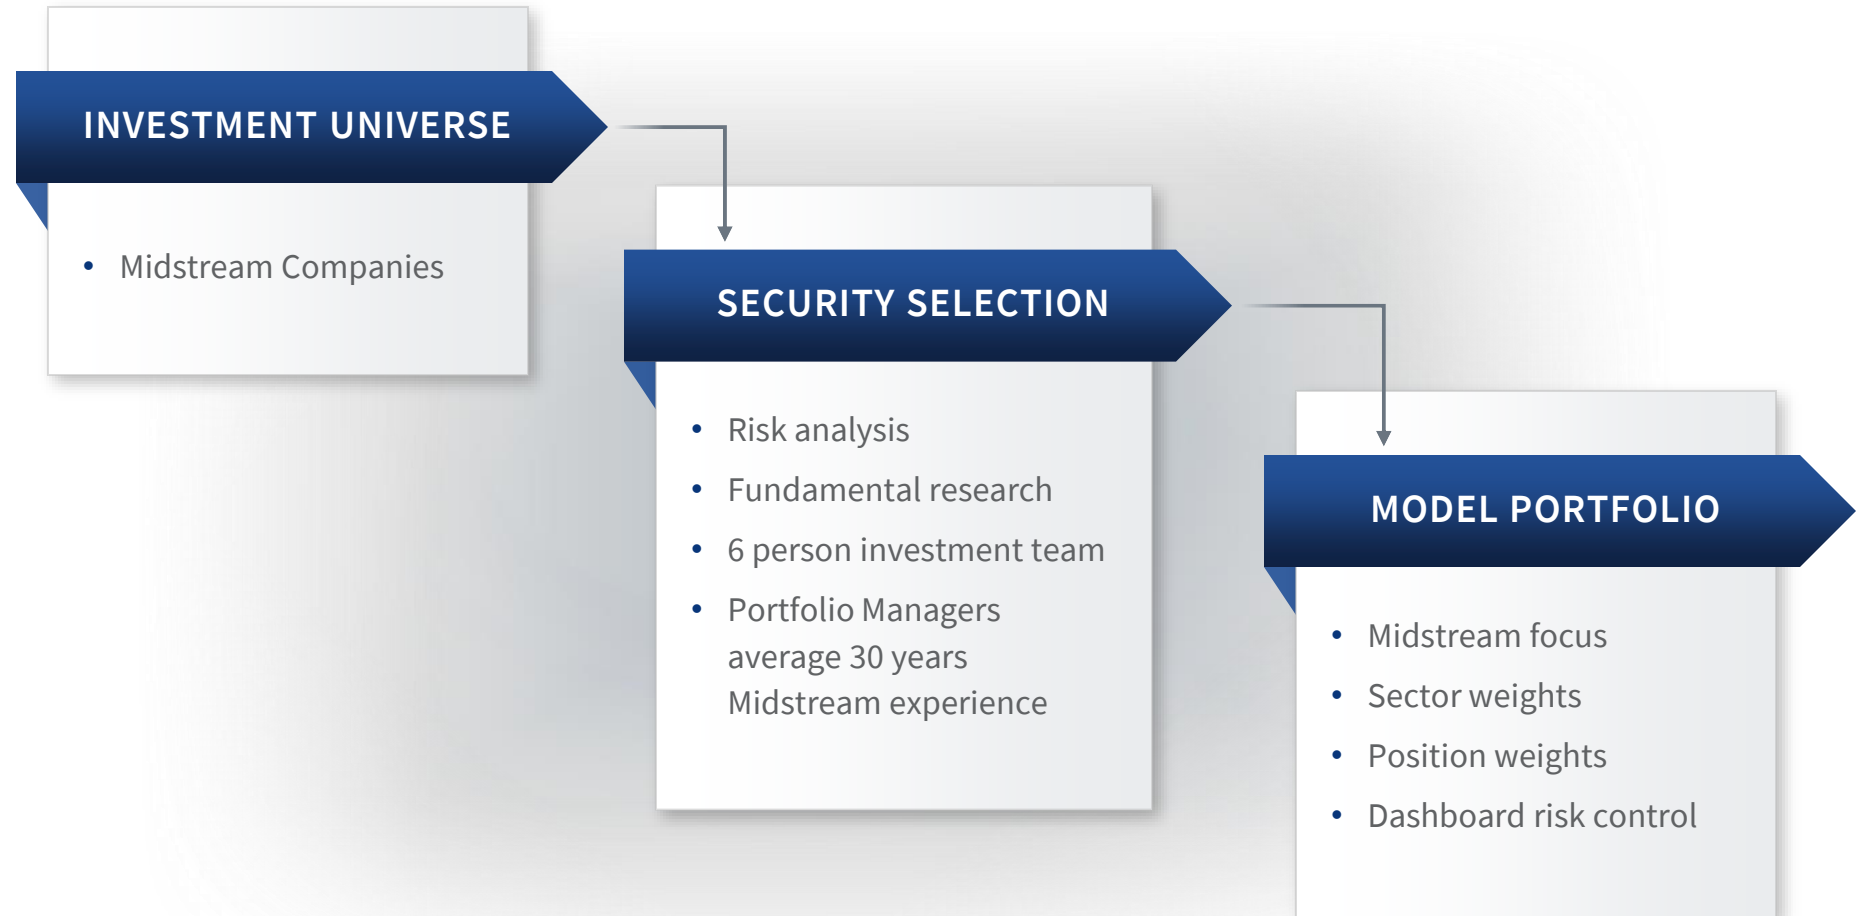 INVESTMENT UNIVERSE
• Midstream Companies
SECURITY SELECTION
• Risk analysis
• Fundamental research
• 6 person investment team
• Portfolio Managers
average 30 years
Midstream experience
MODEL PORTFOLIO
• Midstream focus
• Sector weights
• Position weights
• Dashboard risk control